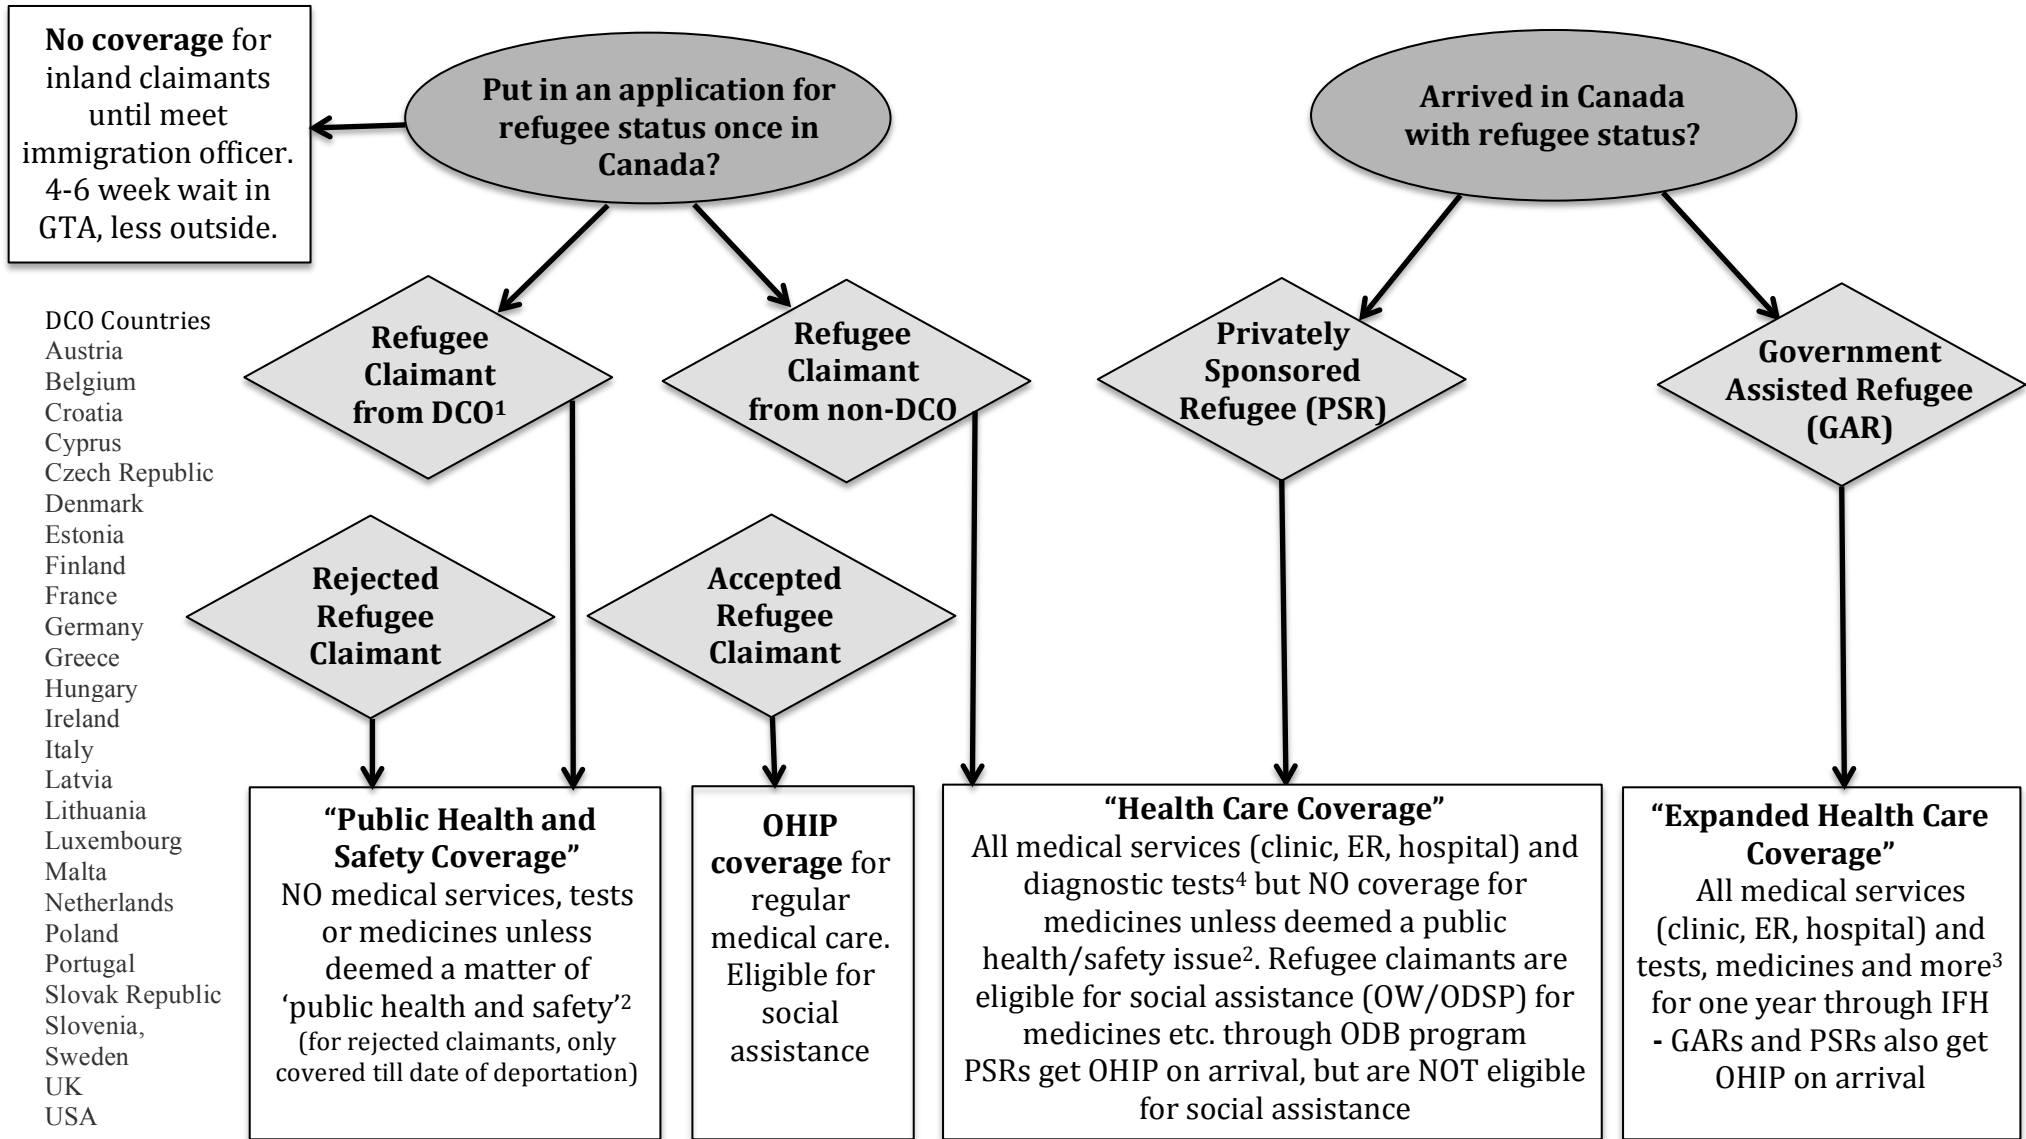 No coverage for
inland claimants
until meet
immigration officer.
4-6 week wait in
GTA, less outside.
Put in an application for
refugee status once in
Canada?
Arrived in Canada
with refugee status?
DCO Countries
Austria
Belgium
Croatia
Cyprus
Czech Republic
Denmark
Estonia
Finland
France
Germany
Greece
Hungary
Ireland
Italy
Latvia
Lithuania
Luxembourg
Malta
Netherlands
Poland
Portugal
Slovak Republic
Slovenia,
Sweden
UK
USA
Refugee
Claimant
from DCO¹
Refugee
Claimant
from non-DCO
Privately
Sponsored
Refugee (PSR)
Government
Assisted Refugee
(GAR)
Rejected
Refugee
Claimant
Accepted
Refugee
Claimant
“Public Health and
Safety Coverage”
NO medical services, tests
or medicines unless
deemed a matter of
‘public health and safety’²
(for rejected claimants, only
covered till date of deportation)
OHIP
coverage for
regular
medical care.
Eligible for
social
assistance
“Health Care Coverage”
All medical services (clinic, ER, hospital) and
diagnostic tests⁴ but NO coverage for
medicines unless deemed a public
health/safety issue². Refugee claimants are
eligible for social assistance (OW/ODSP) for
medicines etc. through ODB program
PSRs get OHIP on arrival, but are NOT eligible
for social assistance
“Expanded Health Care
Coverage”
All medical services
(clinic, ER, hospital) and
tests, medicines and more³
for one year through IFH
- GARs and PSRs also get
OHIP on arrival